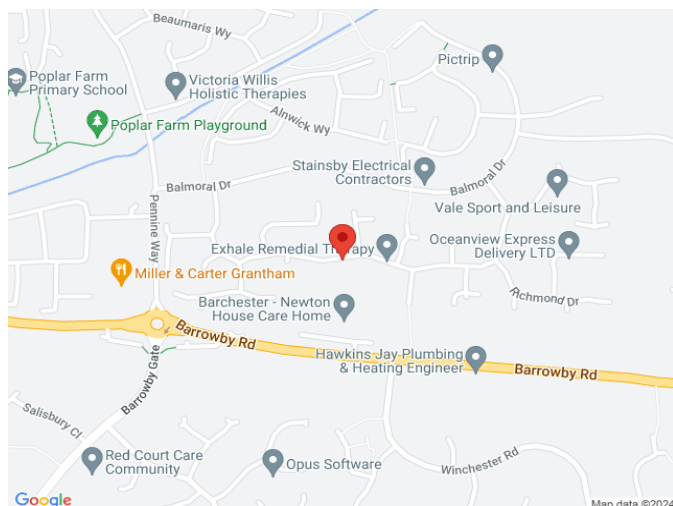 Beaumaris Wy
Pictrip
Poplar Farm
Primary School
Victoria Willis
Holistic Therapies
Poplar Farm Playground
Alnwick Wy
Stainsby Electrical
Contractors
Balmoral Dr
Balmoral Dr
Vale Sport and Leisure
Pennine Way
Exhale Remedial Therapy
Oceanview Express
Delivery LTD
Miller & Carter Grantham
Barchester - Newton
House Care Home
Richmond Dr
Barrowby Rd
Hawkins Jay Plumbing
& Heating Engineer
Barrowby Rd
Barrowby Gate
Salisbury Cl
Red Court Care
Community
Opus Software
Winchester Rd
Google
Map data ©2024